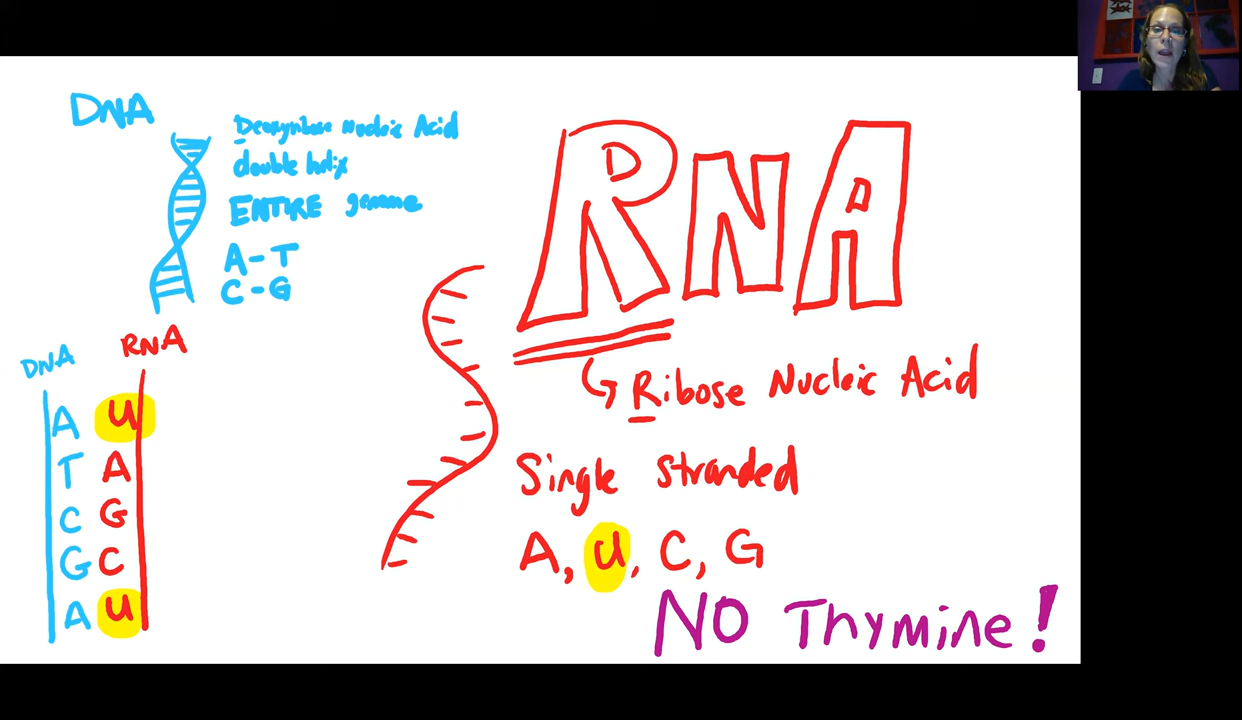 DNA
Deoxyribose Nucleic Acid
double helix
ENTIRE genome
A-T
C-G
RNA
Ribose Nucleic Acid
Single Stranded
A, U, C, G
NO Thymine!
DNA RNA
A U
T A
C G
G C
A U